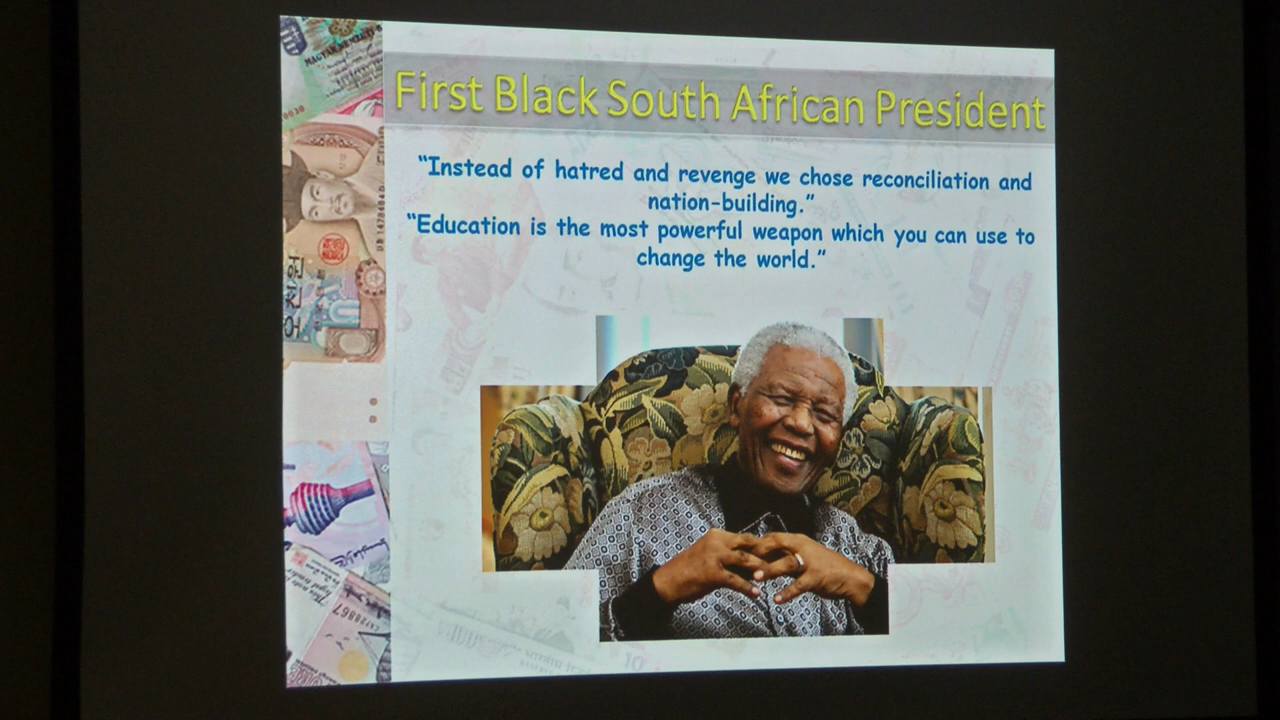 First Black South African President
“Instead of hatred and revenge we chose reconciliation and
nation-building.”
“Education is the most powerful weapon which you can use to
change the world.”